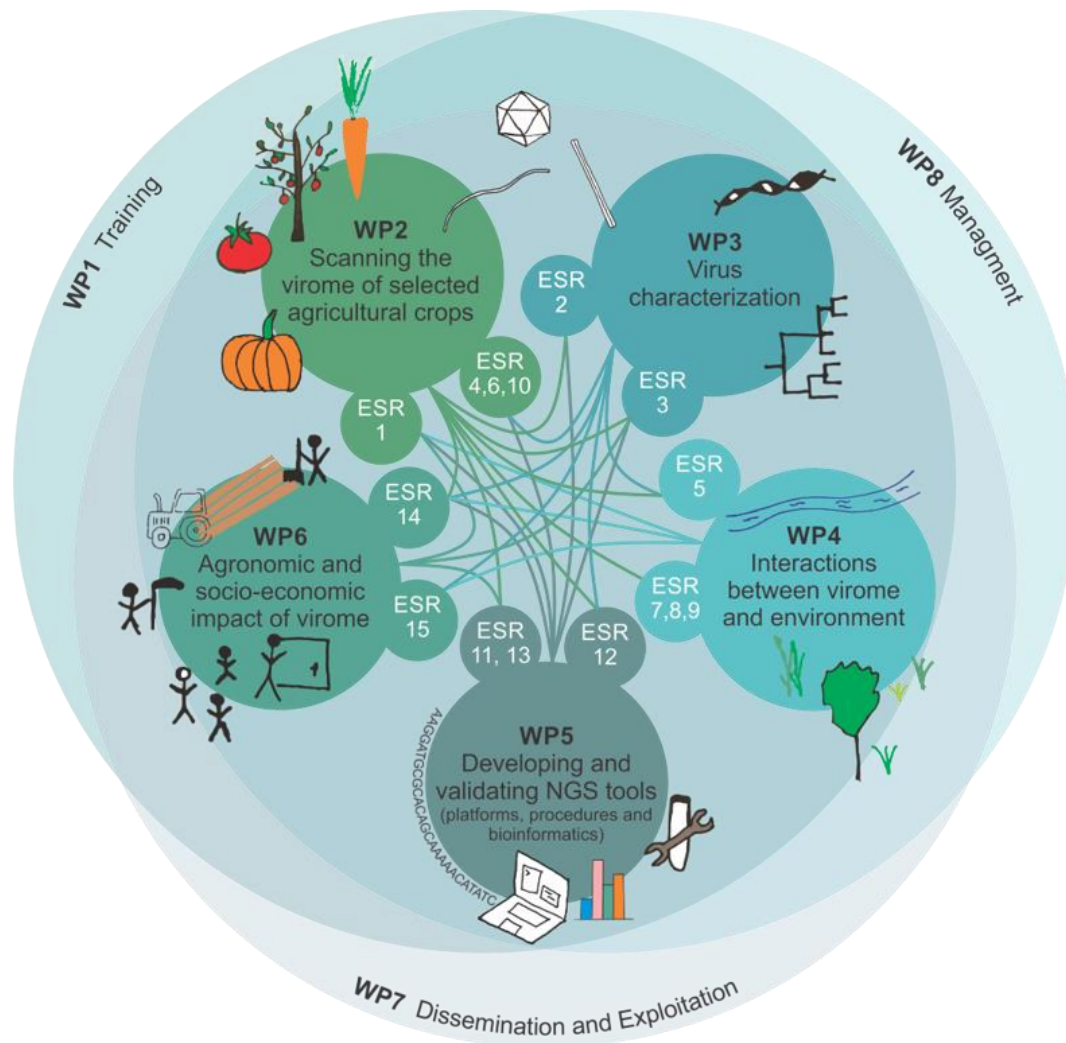 WP1 Training
WP8 Managment
WP2
Scanning the
virome of selected
agricultural crops
WP3
Virus
characterization
ESR
2
ESR
4,6,10
ESR
3
ESR
1
ESR
5
ESR
14
WP6
Agronomic and
socio-economic
impact of virome
WP4
Interactions
between virome
and environment
ESR
7,8,9
ESR
15
ESR
11, 13
ESR
12
WP5
Developing and
validating NGS tools
(platforms, procedures and
bioinformatics)
AAGGATGCGCACAGCAAAAACATATC
WP7 Dissemination and Exploitation